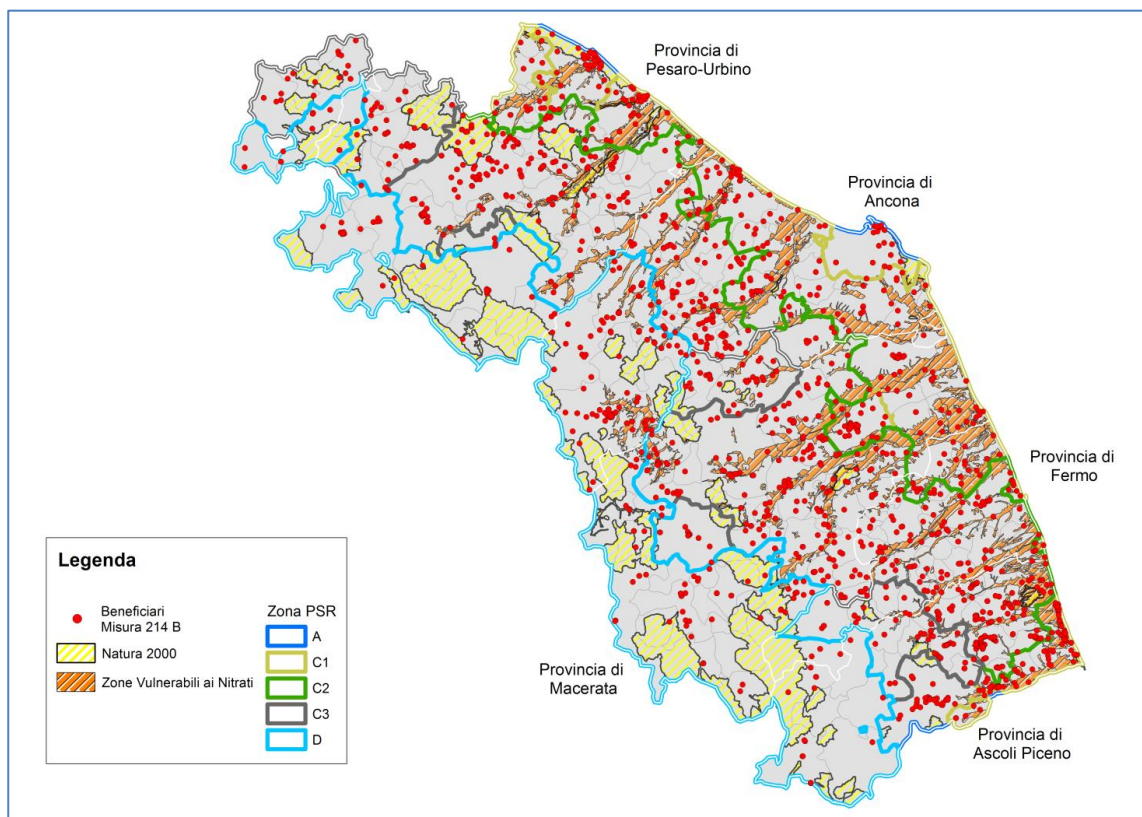 Provincia di
Pesaro-Urbino
Provincia di
Ancona
Provincia di
Fermo
Provincia di
Macerata
Provincia di
Ascoli Piceno
Legenda
Beneficiari
Misura 214 B
Natura 2000
Zone Vulnerabili ai Nitrati
Zona PSR
A
C1
C2
C3
D